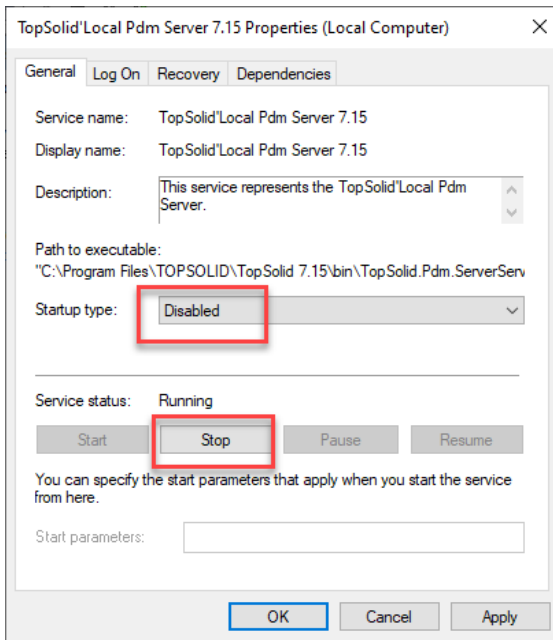 TopSolid'Local Pdm Server 7.15 Properties (Local Computer)
General Log On Recovery Dependencies
Service name: TopSolid'Local Pdm Server 7.15
Display name: TopSolid'Local Pdm Server 7.15
Description: This service represents the TopSolid'Local Pdm
Server.
Path to executable:
"C:\Program Files\TOPSOLID\TopSolid 7.15\bin\TopSolid.Pdm.ServerServ
Startup type: Disabled
Service status: Running
Start Stop Pause Resume
You can specify the start parameters that apply when you start the service
from here.
Start parameters:
OK Cancel Apply